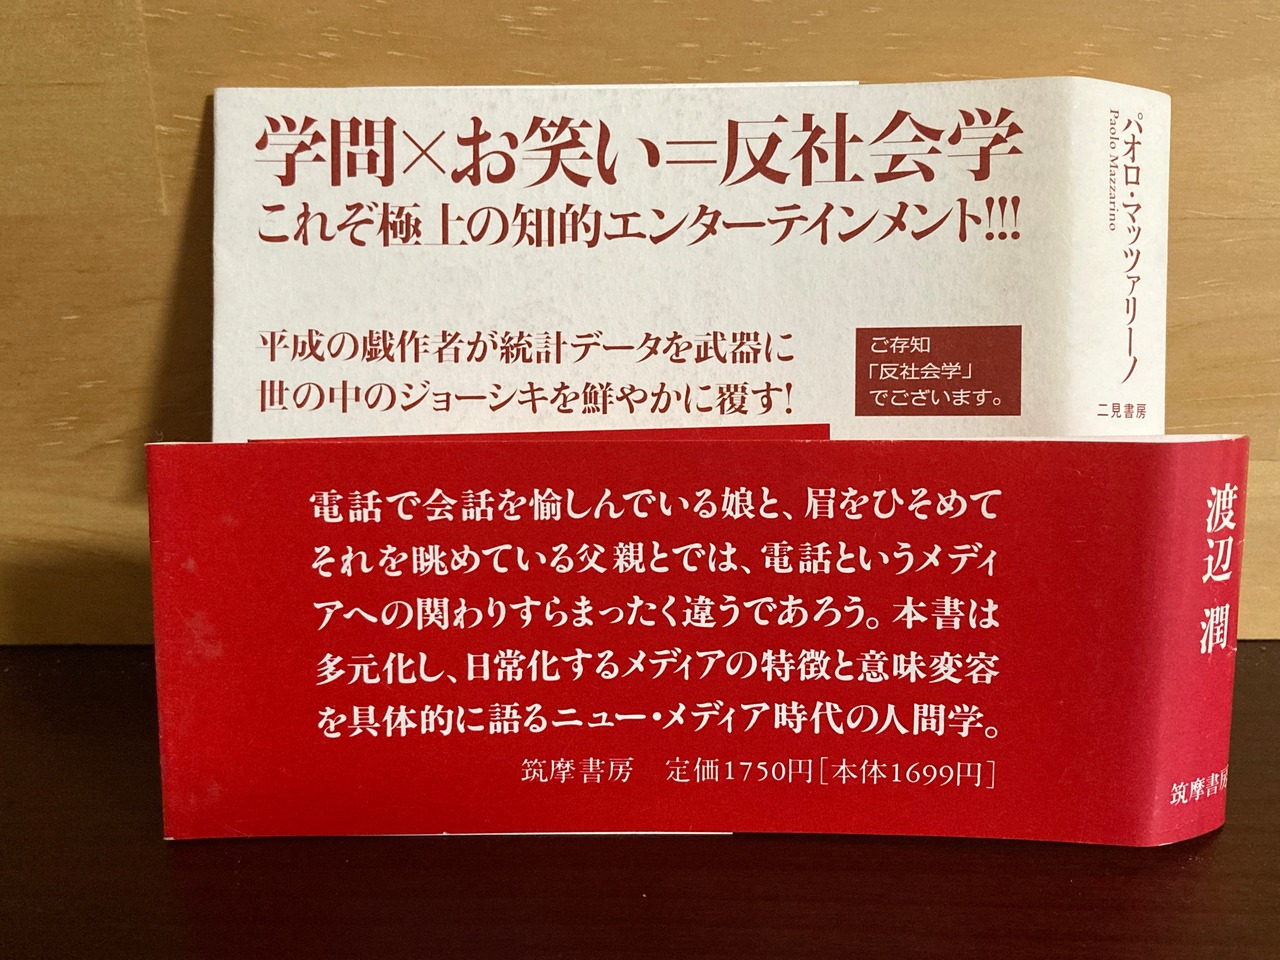 学問×お笑い=反社会学
これぞ極上の知的エンターテインメント!!!
平成の戯作者が統計データを武器に
世の中のジョーシキを鮮やかに覆す!
ご存知
「反社会学」
でございます。
パオロ・マッツァリーノ
Paolo Mazzarino
二見書房
電話で会話を愉しんでいる娘と、眉をひそめて
それを眺めている父親とでは、電話というメディ
アへの関わりすらまったく違うであろう。本書は
多元化し、日常化するメディアの特徴と意味変容
を具体的に語るニュー・メディア時代の人間学。
筑摩書房 定価1750円[本体1699円]
渡辺 潤
筑摩書房